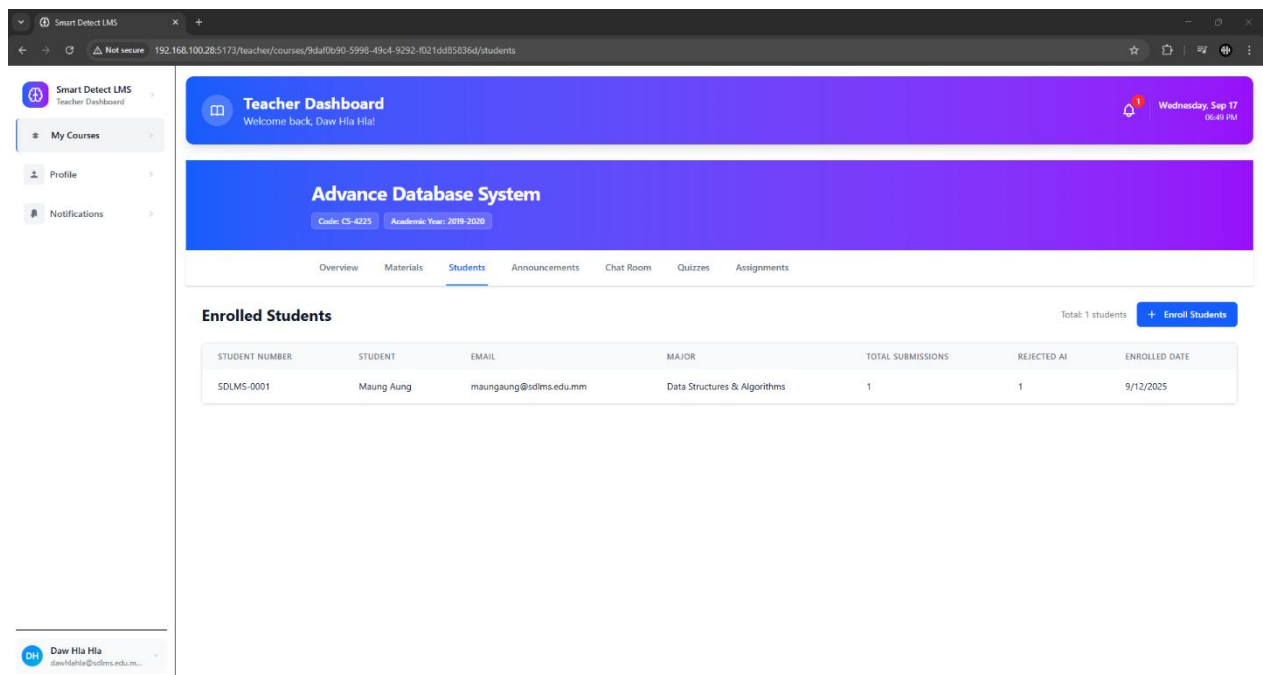 Smart Detect LMS
Not secure 192.168.100.28:5173/teacher/courses/9daf0b90-5998-49c4-9292-f021dd85836d/students
Smart Detect LMS
Teacher Dashboard
My Courses
Profile
Notifications
Teacher Dashboard
Welcome back, Daw Hla Hla!
1
Wednesday, Sep 17
06:49 PM
Advance Database System
Code: CS-4225 Academic Year: 2019-2020
Overview Materials Students Announcements Chat Room Quizzes Assignments
Enrolled Students
Total: 1 students
+ Enroll Students
STUDENT NUMBER STUDENT EMAIL MAJOR TOTAL SUBMISSIONS REJECTED AI ENROLLED DATE
SDLMS-0001 Maung Aung maungaung@sdlms.edu.mm Data Structures & Algorithms 1 1 9/12/2025
DH
Daw Hla Hla
dawhlahla@sdlms.edu.m...